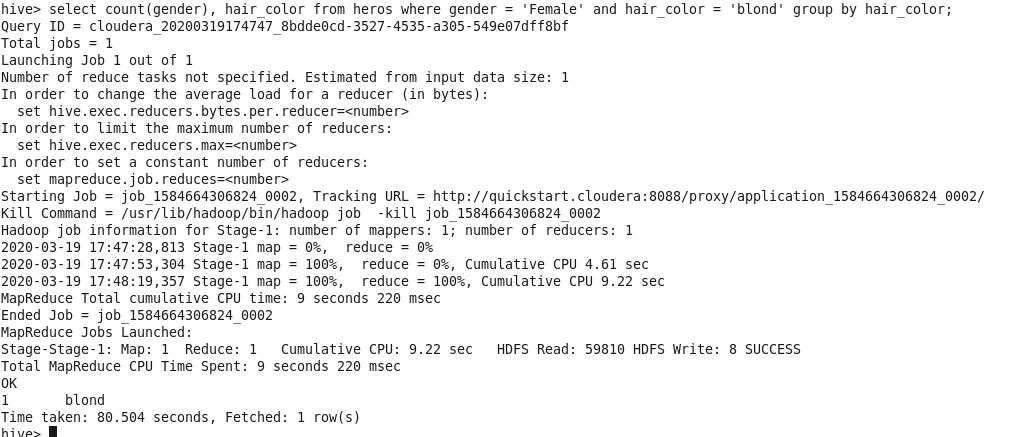 hive> select count(gender), hair_color from heros where gender = 'Female' and hair_color = 'blond' group by hair_color;
Query ID = cloudera_20200319174747_8bdde0cd-3527-4535-a305-549e07dff8bf
Total jobs = 1
Launching Job 1 out of 1
Number of reduce tasks not specified. Estimated from input data size: 1
In order to change the average load for a reducer (in bytes):
  set hive.exec.reducers.bytes.per.reducer=<number>
In order to limit the maximum number of reducers:
  set hive.exec.reducers.max=<number>
In order to set a constant number of reducers:
  set mapreduce.job.reduces=<number>
Starting Job = job_1584664306824_0002, Tracking URL = http://quickstart.cloudera:8088/proxy/application_1584664306824_0002/
Kill Command = /usr/lib/hadoop/bin/hadoop job  -kill job_1584664306824_0002
Hadoop job information for Stage-1: number of mappers: 1; number of reducers: 1
2020-03-19 17:47:28,813 Stage-1 map = 0%,  reduce = 0%
2020-03-19 17:47:53,304 Stage-1 map = 100%,  reduce = 0%, Cumulative CPU 4.61 sec
2020-03-19 17:48:19,357 Stage-1 map = 100%,  reduce = 100%, Cumulative CPU 9.22 sec
MapReduce Total cumulative CPU time: 9 seconds 220 msec
Ended Job = job_1584664306824_0002
MapReduce Jobs Launched:
Stage-Stage-1: Map: 1  Reduce: 1   Cumulative CPU: 9.22 sec   HDFS Read: 59810 HDFS Write: 8 SUCCESS
Total MapReduce CPU Time Spent: 9 seconds 220 msec
OK
1       blond
Time taken: 80.504 seconds, Fetched: 1 row(s)
hive>